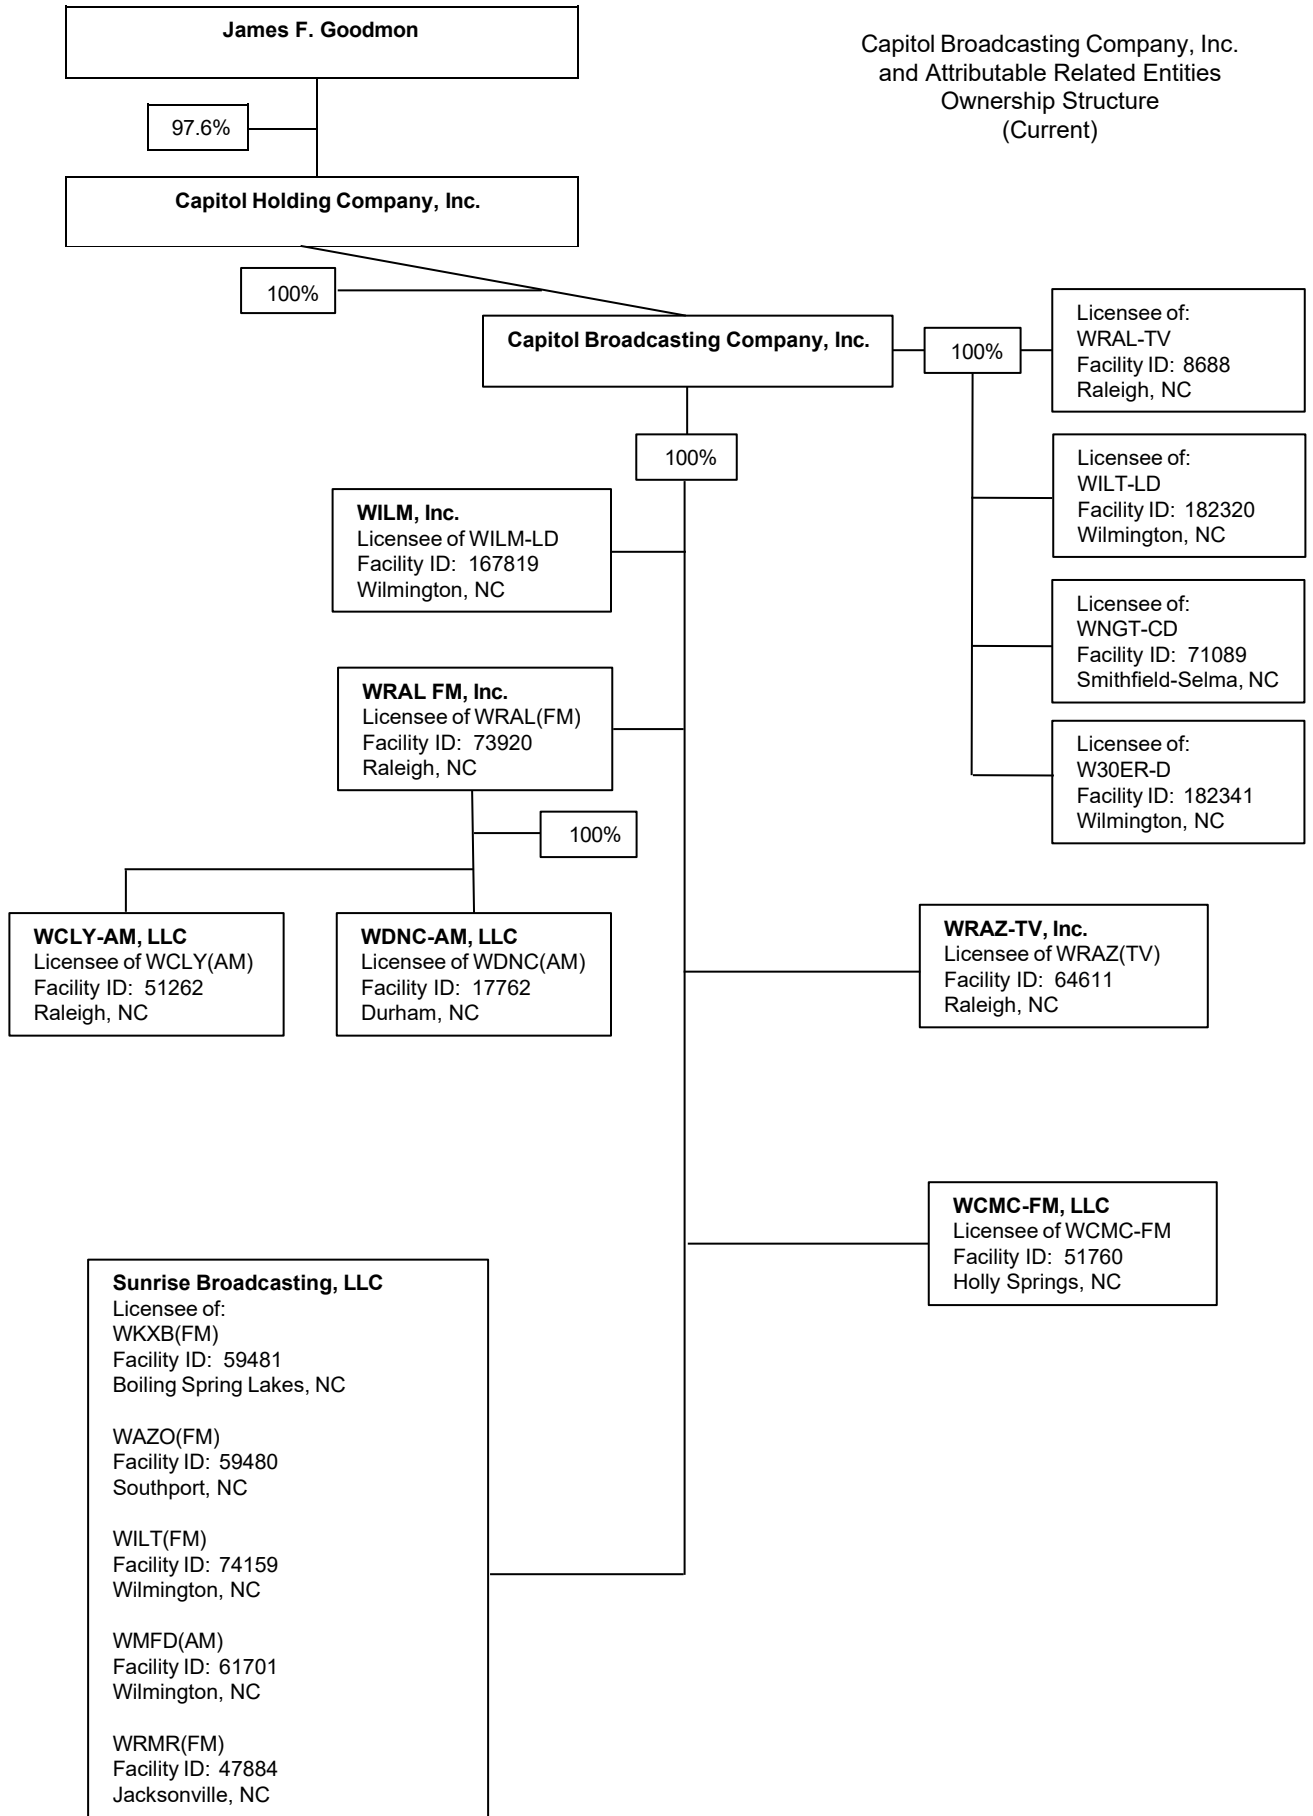 James F. Goodmon
Capitol Broadcasting Company, Inc.
and Attributable Related Entities
Ownership Structure
(Current)
97.6%
Capitol Holding Company, Inc.
100%
Capitol Broadcasting Company, Inc.
100%
Licensee of:
WRAL-TV
Facility ID: 8688
Raleigh, NC
100%
Licensee of:
WILT-LD
Facility ID: 182320
Wilmington, NC
WILM, Inc.
Licensee of WILM-LD
Facility ID: 167819
Wilmington, NC
Licensee of:
WNGT-CD
Facility ID: 71089
Smithfield-Selma, NC
WRAL FM, Inc.
Licensee of WRAL(FM)
Facility ID: 73920
Raleigh, NC
Licensee of:
W30ER-D
Facility ID: 182341
Wilmington, NC
100%
WCLY-AM, LLC
Licensee of WCLY(AM)
Facility ID: 51262
Raleigh, NC
WDNC-AM, LLC
Licensee of WDNC(AM)
Facility ID: 17762
Durham, NC
WRAZ-TV, Inc.
Licensee of WRAZ(TV)
Facility ID: 64611
Raleigh, NC
WCMC-FM, LLC
Licensee of WCMC-FM
Facility ID: 51760
Holly Springs, NC
Sunrise Broadcasting, LLC
Licensee of:
WKXB(FM)
Facility ID: 59481
Boiling Spring Lakes, NC
WAZO(FM)
Facility ID: 59480
Southport, NC
WILT(FM)
Facility ID: 74159
Wilmington, NC
WMFD(AM)
Facility ID: 61701
Wilmington, NC
WRMR(FM)
Facility ID: 47884
Jacksonville, NC